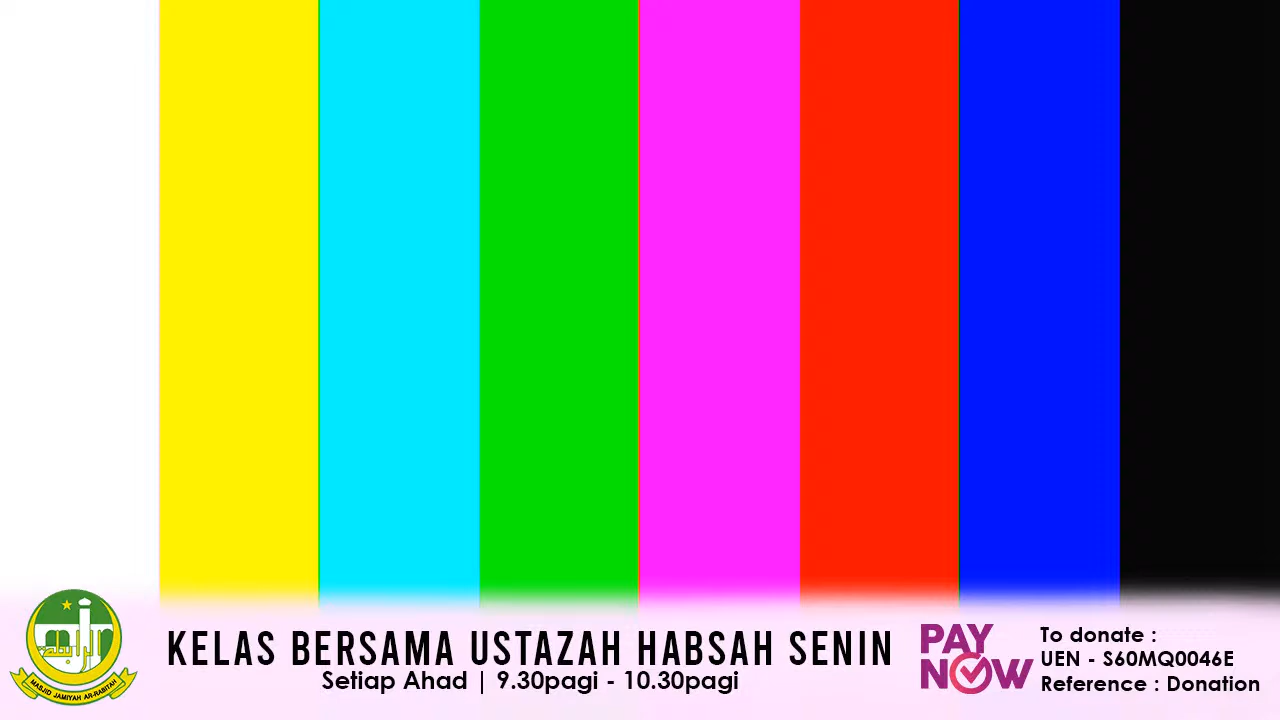 KELAS BERSAMA USTAZAH HABSAH SENIN
Setiap Ahad | 9.30pagi - 10.30pagi
PAY
NOW
To donate :
UEN - S60MQ0046E
Reference : Donation
MASJID JAMIYAH AR-RABITAH
الرابطة